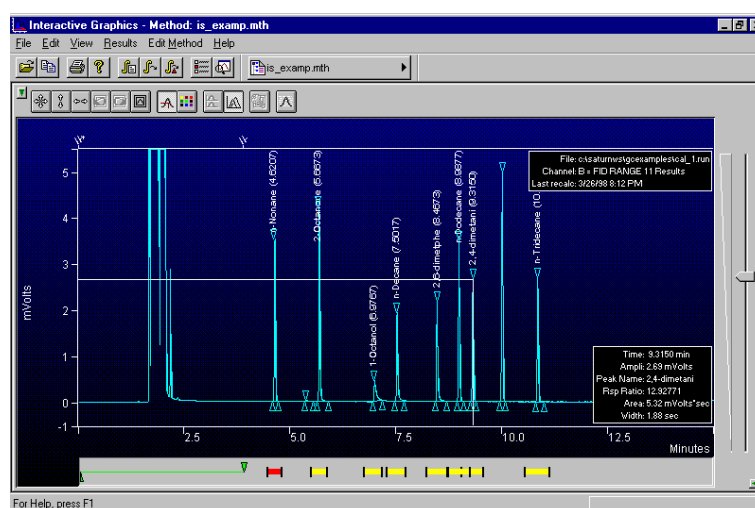 Interactive Graphics - Method: is_examp.mth
File Edit View Results Edit Method Help
is_examp.mth
File: c:\saturnws\gcexamples\cal_1.run
Channel: B = FID RANGE 11 Results
Last recalc: 3/26/98 8:12 PM
n-Nonane (4.6207)
2-Octanone (5.6673)
1-Octanol (6.9767)
n-Decane (7.5017)
2,6-dimetphe (8.4673)
n-Dodecane (8.9877)
2,4-dimetani (9.3150)
n-Tridecane (10.
5
4
3
2
1
0
-1
mVolts
2.5
5.0
7.5
10.0
12.5
Minutes
Time: 9.3150 min
Ampli: 2.69 mVolts
Peak Name: 2,4-dimetani
Rsp Ratio: 12.92771
Area: 5.32 mVolts*sec
Width: 1.88 sec
For Help, press F1